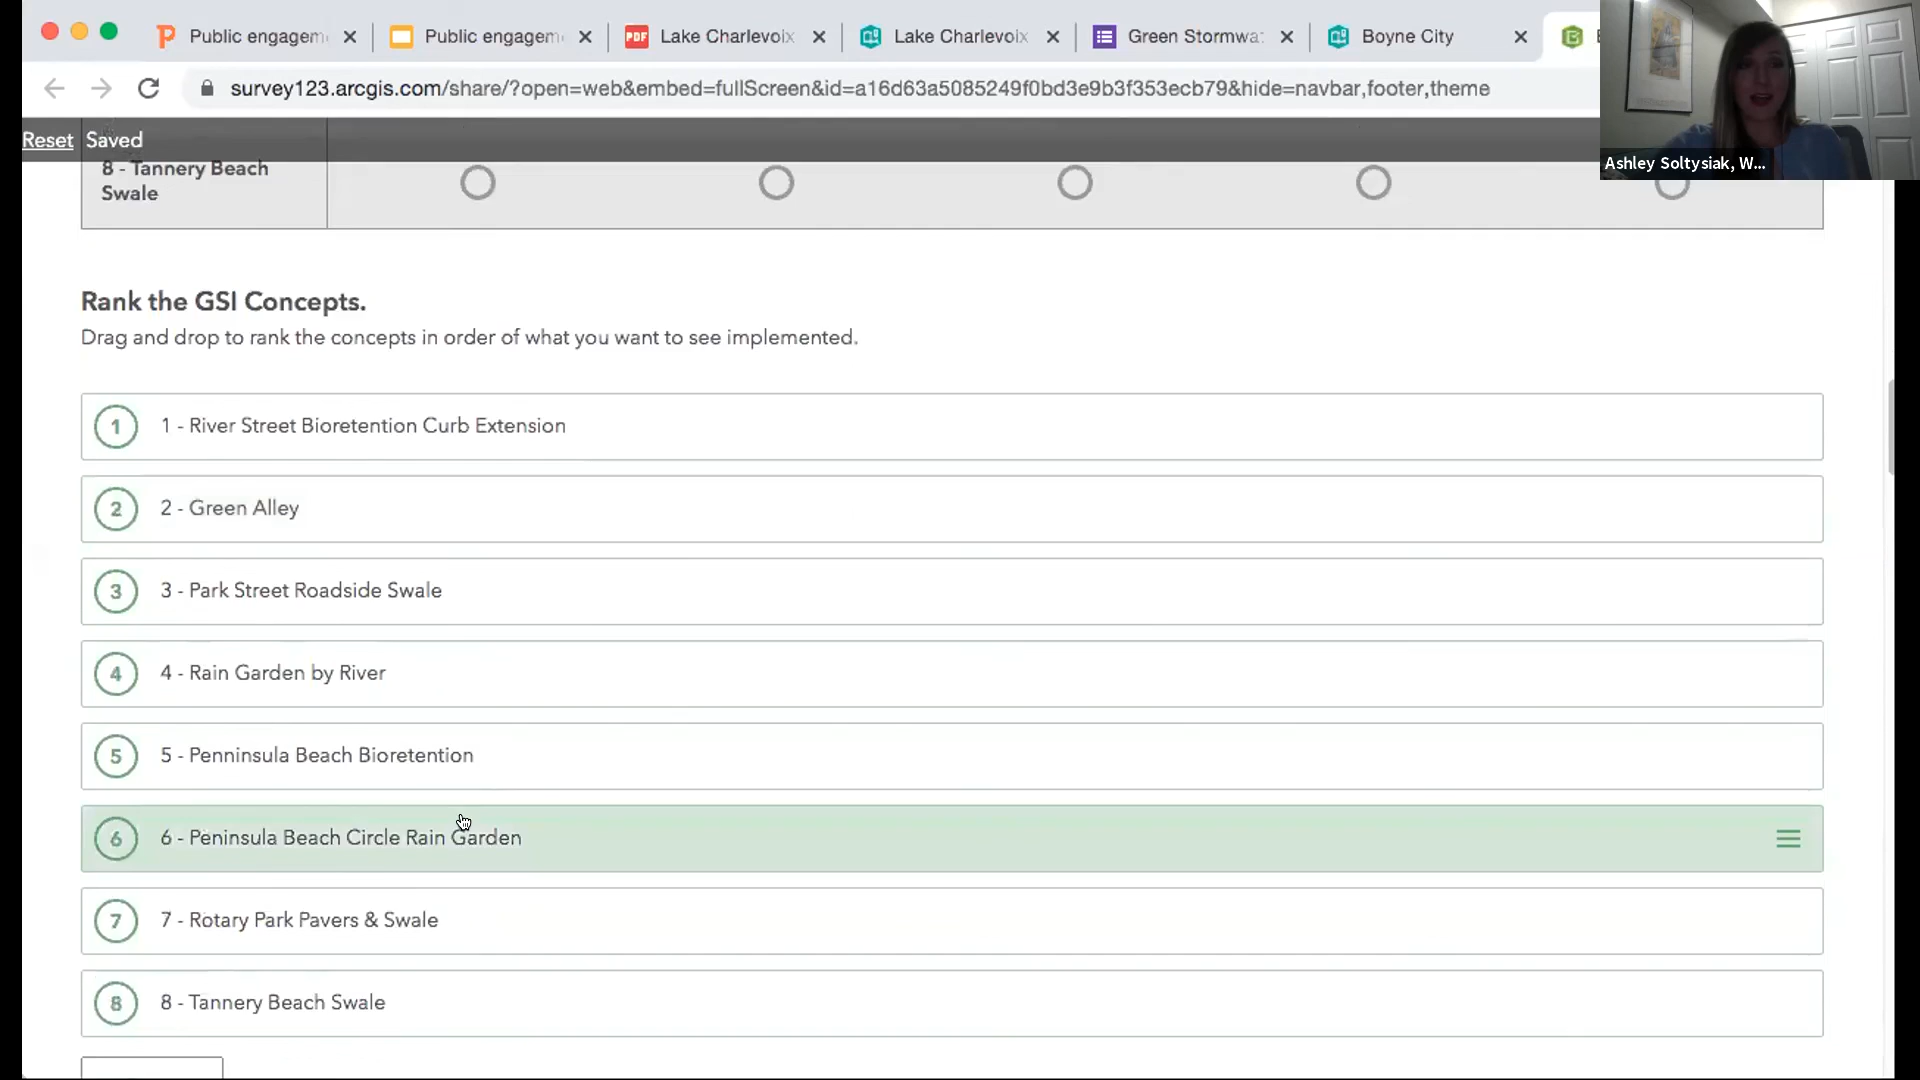 Public engagem
Public engagem
PDF Lake Charlevoix
Lake Charlevoix
Green Stormwa
Boyne City
survey123.arcgis.com/share/?open=web&embed=fullScreen&id=a16d63a5085249f0bd3e9b3f353ecb79&hide=navbar,footer,theme
Ashley Soltysiak, W...
Reset Saved
8 - Tannery Beach
Swale
Rank the GSI Concepts.
Drag and drop to rank the concepts in order of what you want to see implemented.
1 1 - River Street Bioretention Curb Extension
2 2 - Green Alley
3 3 - Park Street Roadside Swale
4 4 - Rain Garden by River
5 5 - Penninsula Beach Bioretention
6 6 - Peninsula Beach Circle Rain Garden
7 7 - Rotary Park Pavers & Swale
8 8 - Tannery Beach Swale